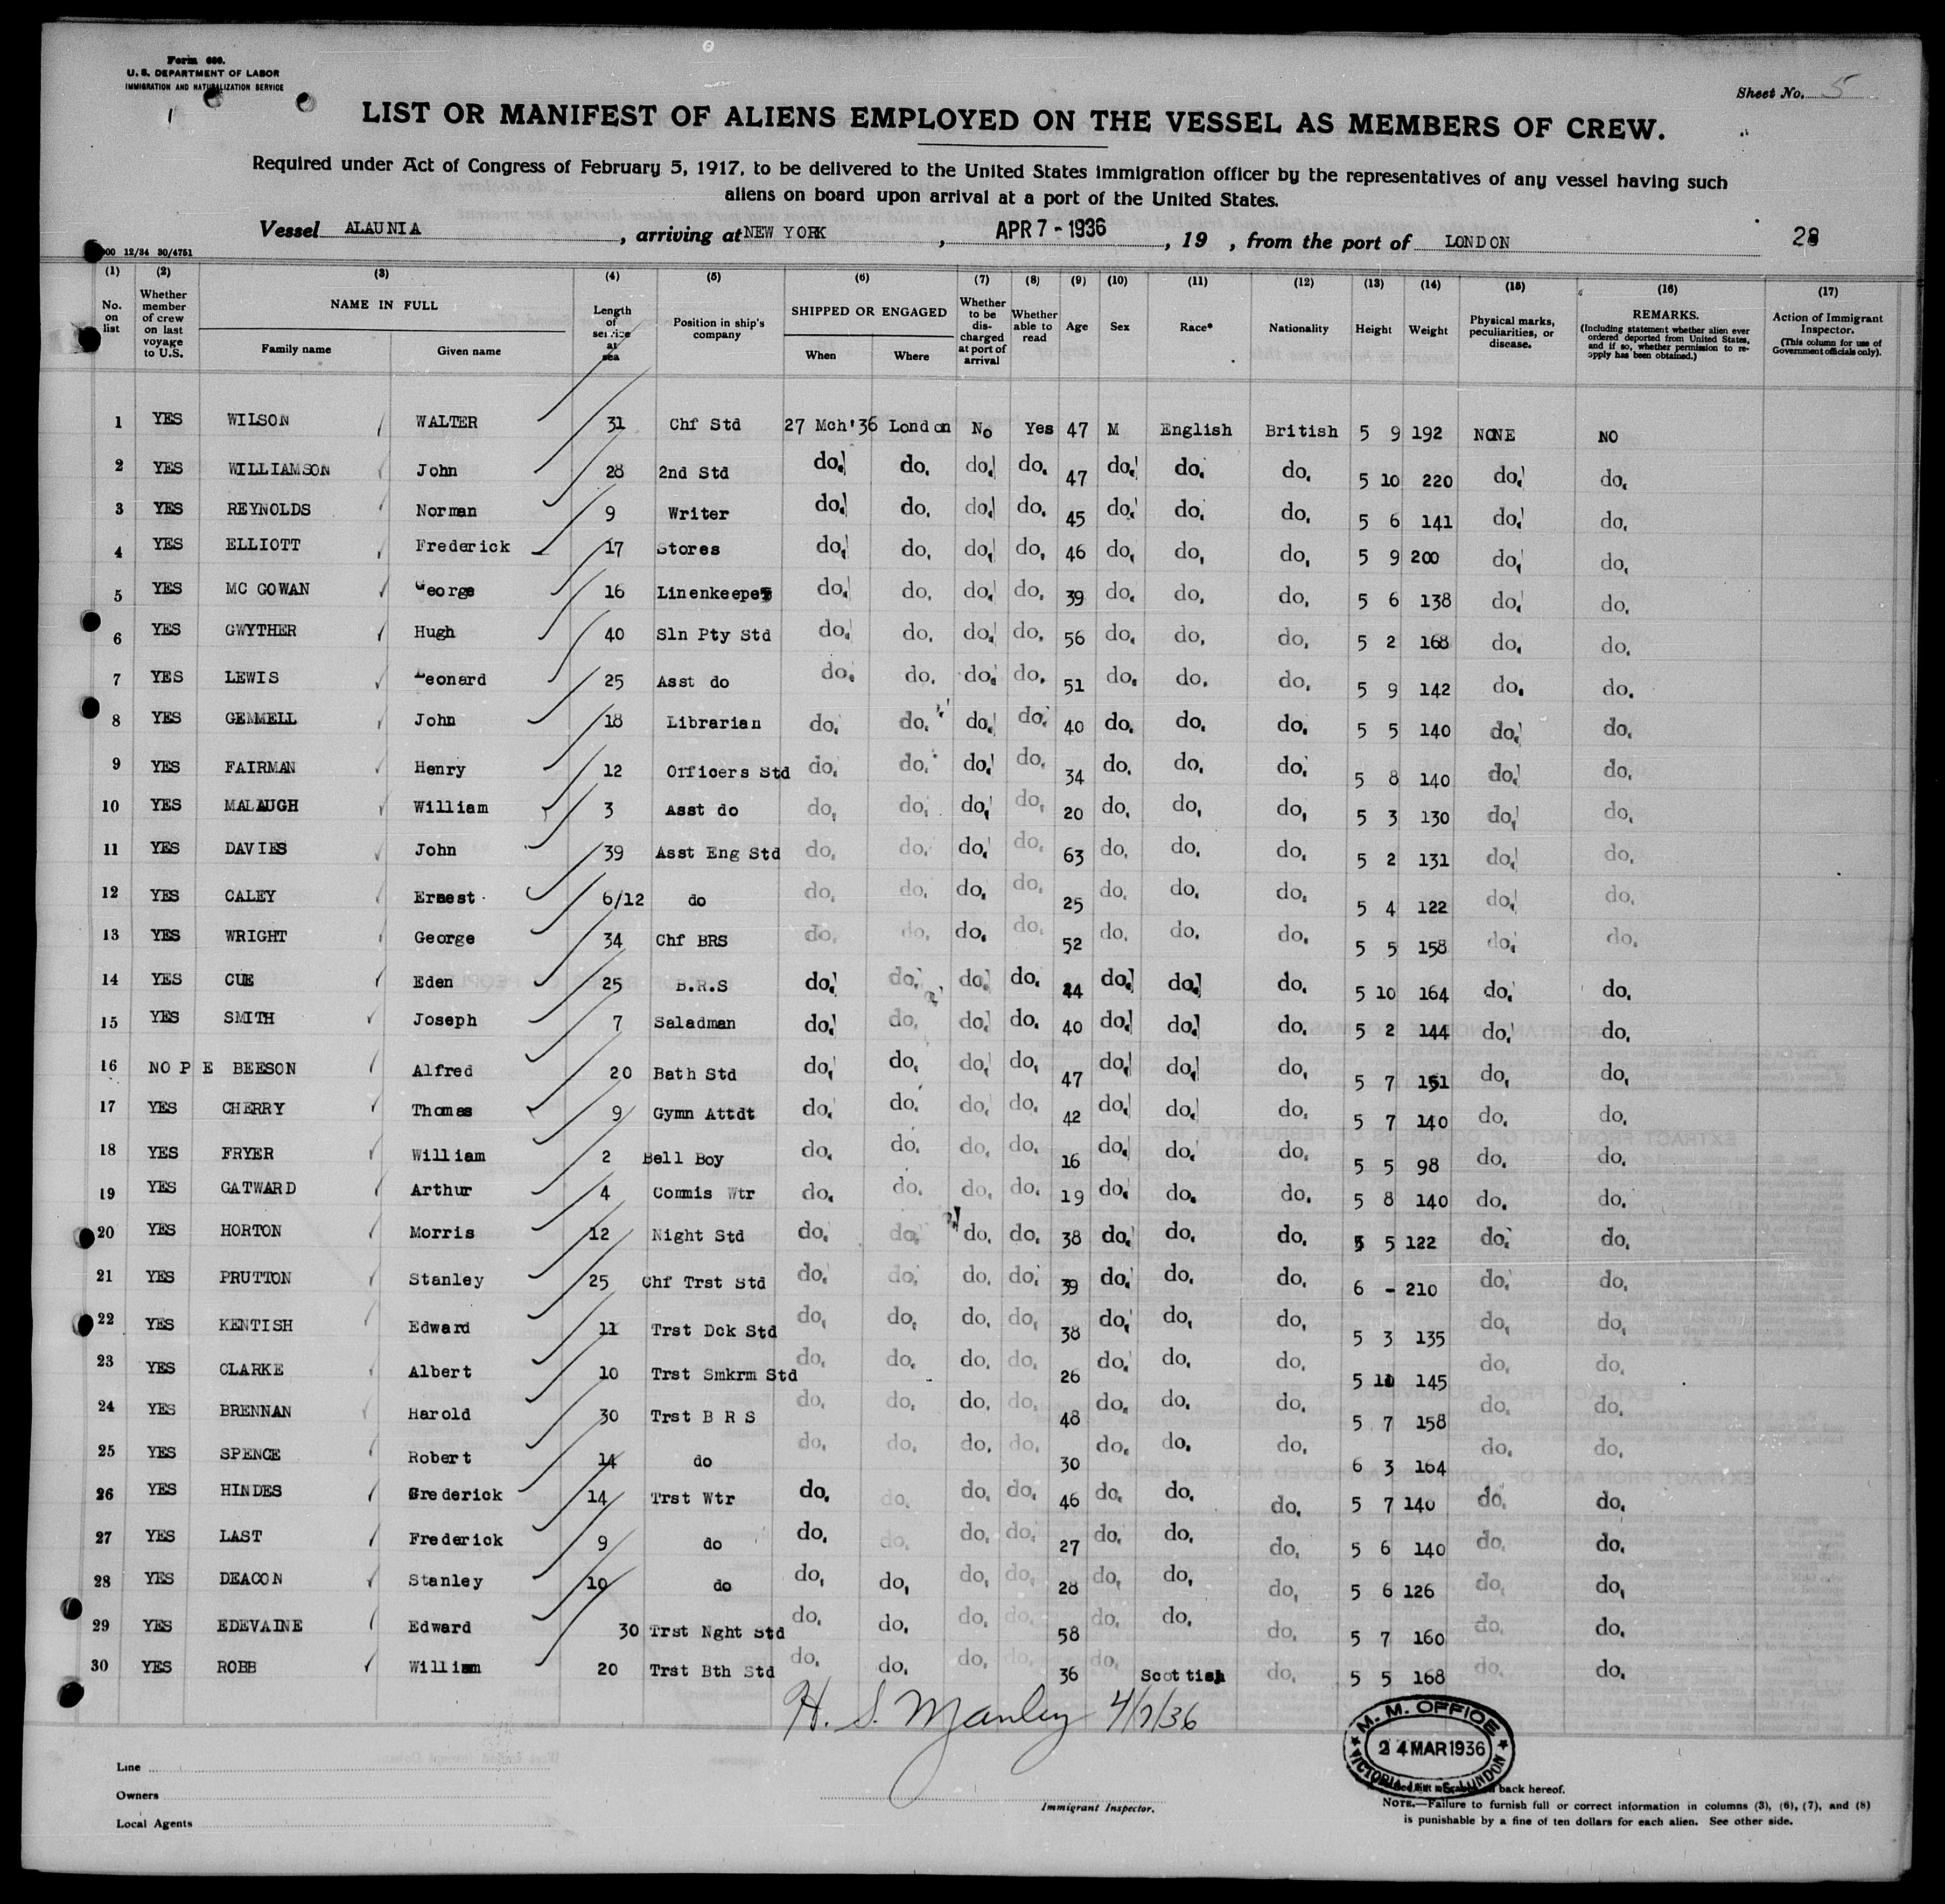 Form 680.
U. S. DEPARTMENT OF LABOR
IMMIGRATION AND NATURALIZATION SERVICE
Sheet No. 5
LIST OR MANIFEST OF ALIENS EMPLOYED ON THE VESSEL AS MEMBERS OF CREW.
Required under Act of Congress of February 5, 1917, to be delivered to the United States immigration officer by the representatives of any vessel having such
aliens on board upon arrival at a port of the United States.
Vessel ALAUNIA, arriving at NEW YORK, APR 7 - 1936, 19 , from the port of LONDON 28
00 12/34 30/4751
(1) (2) (3) (4) (5) (6) (7) (8) (9) (10) (11) (12) (13) (14) (15) (16) (17)
No. on list
Whether member of crew on last voyage to U.S.
NAME IN FULL
Family name Given name
Length of service at sea
Position in ship's company
SHIPPED OR ENGAGED
When Where
Whether to be discharged at port of arrival
Whether able to read
Age Sex Race* Nationality Height Weight
Physical marks, peculiarities, or disease.
REMARKS.
(Including statement whether alien ever ordered deported from United States, and if so, whether permission to reapply has been obtained.)
Action of Immigrant Inspector.
(This column for use of Government officials only).
1 YES WILSON WALTER 31 Chf Std 27 Mch'36 London No Yes 47 M English British 5 9 192 NONE NO
2 YES WILLIAMSON John 28 2nd Std do. do. do. do. 47 do. do. do. 5 10 220 do. do.
3 YES REYNOLDS Norman 9 Writer do. do. do. do. 45 do. do. do. 5 6 141 do. do.
4 YES ELLIOTT Frederick 17 Stores do. do. do. do. 46 do. do. do. 5 9 200 do. do.
5 YES MC GOWAN George 16 Linenkeeper do. do. do. do. 39 do. do. do. 5 6 138 do. do.
6 YES GWYTHER Hugh 40 Sln Pty Std do. do. do. do. 56 do. do. do. 5 2 168 do. do.
7 YES LEWIS Leonard 25 Asst do do. do. do. do. 51 do. do. do. 5 9 142 do. do.
8 YES GEMMELL John 18 Librarian do. do. do. do. 40 do. do. do. 5 5 140 do. do.
9 YES FAIRMAN Henry 12 Officers Std do. do. do. do. 34 do. do. do. 5 8 140 do. do.
10 YES MALAUGH William 3 Asst do do. do. do. do. 20 do. do. do. 5 3 130 do. do.
11 YES DAVIES John 39 Asst Eng Std do. do. do. do. 63 do. do. do. 5 2 131 do. do.
12 YES CALEY Ernest 6/12 do do. do. do. do. 25 do. do. do. 5 4 122 do. do.
13 YES WRIGHT George 34 Chf BRS do. do. do. do. 52 do. do. do. 5 5 158 do. do.
14 YES CUE Eden 25 B.R.S do. do. do. do. 44 do. do. do. 5 10 164 do. do.
15 YES SMITH Joseph 7 Saladman do. do. do. do. 40 do. do. do. 5 2 144 do. do.
16 NO P E BEESON Alfred 20 Bath Std do. do. do. do. 47 do. do. do. 5 7 151 do. do.
17 YES CHERRY Thomas 9 Gymn Attdt do. do. do. do. 42 do. do. do. 5 7 140 do. do.
18 YES FRYER William 2 Bell Boy do. do. do. do. 16 do. do. do. 5 5 98 do. do.
19 YES GATWARD Arthur 4 Commis Wtr do. do. do. do. 19 do. do. do. 5 8 140 do. do.
20 YES HORTON Morris 12 Night Std do. do. do. do. 38 do. do. do. 5 5 122 do. do.
21 YES PRUTTON Stanley 25 Chf Trst Std do. do. do. do. 39 do. do. do. 6 - 210 do. do.
22 YES KENTISH Edward 11 Trst Dck Std do. do. do. do. 38 do. do. do. 5 3 135 do. do.
23 YES CLARKE Albert 10 Trst Smkrm Std do. do. do. do. 26 do. do. do. 5 145 do. do.
24 YES BRENNAN Harold 30 Trst B R S do. do. do. do. 48 do. do. do. 5 7 158 do. do.
25 YES SPENCE Robert 14 do do. do. do. do. 30 do. do. do. 6 3 164 do. do.
26 YES HINDES Frederick 14 Trst Wtr do. do. do. do. 46 do. do. do. 5 7 140 do. do.
27 YES LAST Frederick 9 do do. do. do. do. 27 do. do. do. 5 6 140 do. do.
28 YES DEACON Stanley 10 do do. do. do. do. 28 do. do. do. 5 6 126 do. do.
29 YES EDEVAINE Edward 30 Trst Nght Std do. do. do. do. 58 do. do. do. 5 7 160 do. do.
30 YES ROBB William 20 Trst Bth Std do. do. do. do. 36 do. Scottish do. 5 5 168 do. do.
H. S. Manley 4/7/36
M. M. OFFICE
24 MAR 1936
VICTORIA LONDON
Line
Owners
Local Agents
Immigrant Inspector.
back hereof.
NOTE.—Failure to furnish full or correct information in columns (3), (6), (7), and (8)
is punishable by a fine of ten dollars for each alien. See other side.